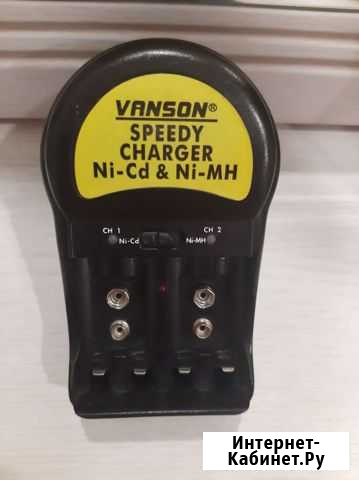 VANSON®
SPEEDY
CHARGER
Ni-Cd & Ni-MH
CH 1 CH 2
Ni-Cd Ni-MH
Интернет-
Кабинет.Ру